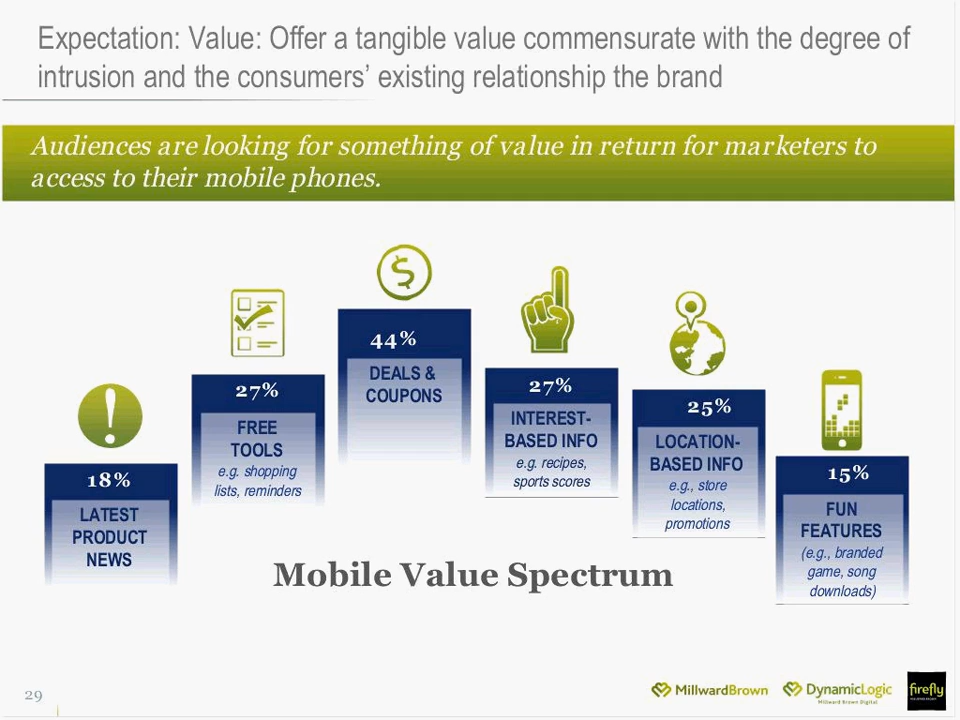 Expectation: Value: Offer a tangible value commensurate with the degree of
intrusion and the consumers' existing relationship the brand
Audiences are looking for something of value in return for marketers to
access to their mobile phones.
18%
LATEST
PRODUCT
NEWS
27%
FREE
TOOLS
e.g. shopping
lists, reminders
44%
DEALS &
COUPONS
27%
INTEREST-
BASED INFO
e.g. recipes,
sports scores
25%
LOCATION-
BASED INFO
e.g., store
locations,
promotions
15%
FUN
FEATURES
(e.g., branded
game, song
downloads)
Mobile Value Spectrum
29
MillwardBrown
DynamicLogic
Millward Brown Digital
firefly